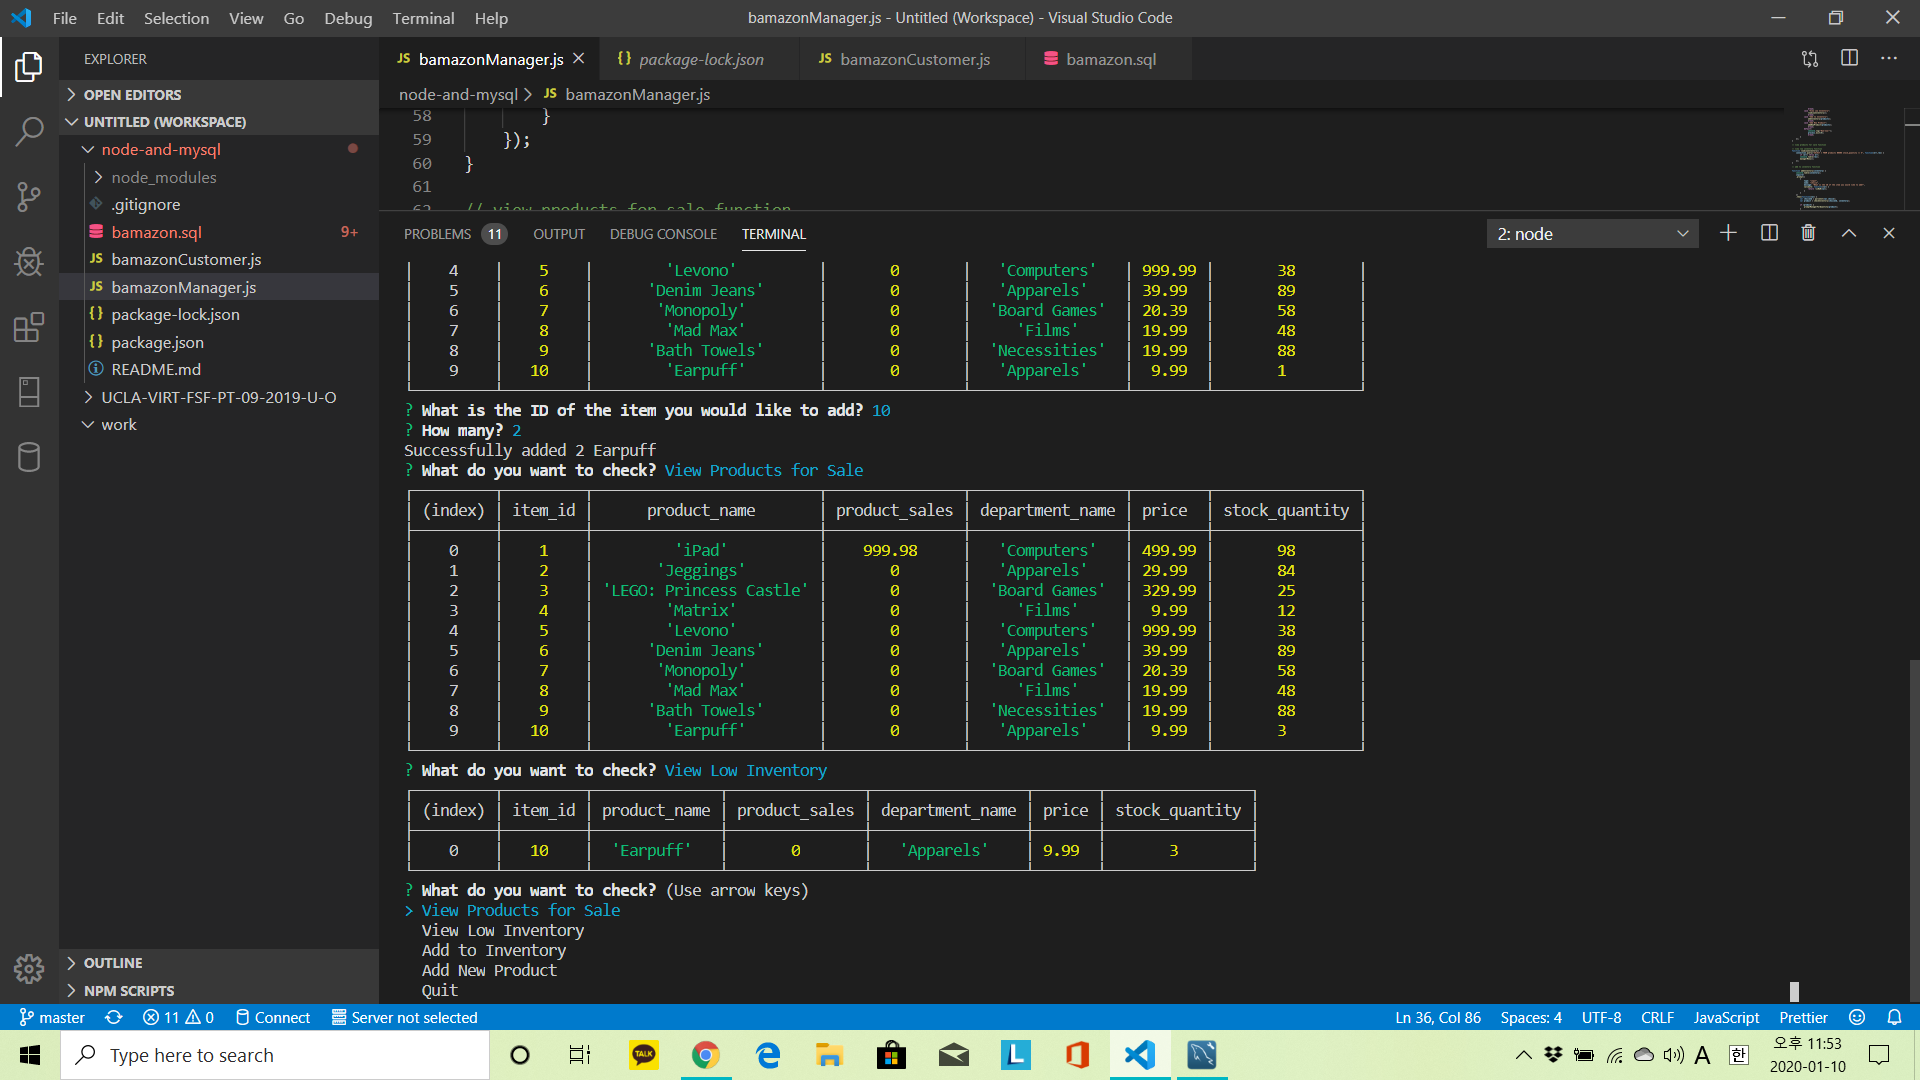 File Edit Selection View Go Debug Terminal Help
bamazonManager.js - Untitled (Workspace) - Visual Studio Code
EXPLORER
OPEN EDITORS
UNTITLED (WORKSPACE)
node-and-mysql
node_modules
.gitignore
bamazon.sql 9+
JS bamazonCustomer.js
JS bamazonManager.js
{} package-lock.json
{} package.json
README.md
UCLA-VIRT-FSF-PT-09-2019-U-O
work
OUTLINE
NPM SCRIPTS
JS bamazonManager.js {} package-lock.json JS bamazonCustomer.js bamazon.sql
node-and-mysql > JS bamazonManager.js
58 }
59 });
60 }
61
62 // view products for sale function
PROBLEMS 11 OUTPUT DEBUG CONSOLE TERMINAL 2: node
4 5 'Levono' 0 'Computers' 999.99 38
5 6 'Denim Jeans' 0 'Apparels' 39.99 89
6 7 'Monopoly' 0 'Board Games' 20.39 58
7 8 'Mad Max' 0 'Films' 19.99 48
8 9 'Bath Towels' 0 'Necessities' 19.99 88
9 10 'Earpuff' 0 'Apparels' 9.99 1
? What is the ID of the item you would like to add? 10
? How many? 2
Successfully added 2 Earpuff
? What do you want to check? View Products for Sale
(index) item_id product_name product_sales department_name price stock_quantity
0 1 'iPad' 999.98 'Computers' 499.99 98
1 2 'Jeggings' 0 'Apparels' 29.99 84
2 3 'LEGO: Princess Castle' 0 'Board Games' 329.99 25
3 4 'Matrix' 0 'Films' 9.99 12
4 5 'Levono' 0 'Computers' 999.99 38
5 6 'Denim Jeans' 0 'Apparels' 39.99 89
6 7 'Monopoly' 0 'Board Games' 20.39 58
7 8 'Mad Max' 0 'Films' 19.99 48
8 9 'Bath Towels' 0 'Necessities' 19.99 88
9 10 'Earpuff' 0 'Apparels' 9.99 3
? What do you want to check? View Low Inventory
(index) item_id product_name product_sales department_name price stock_quantity
0 10 'Earpuff' 0 'Apparels' 9.99 3
? What do you want to check? (Use arrow keys)
> View Products for Sale
View Low Inventory
Add to Inventory
Add New Product
Quit
master 11 0 Connect Server not selected Ln 36, Col 86 Spaces: 4 UTF-8 CRLF JavaScript Prettier
Type here to search
TALK
L
A 한
오후 11:53
2020-01-10